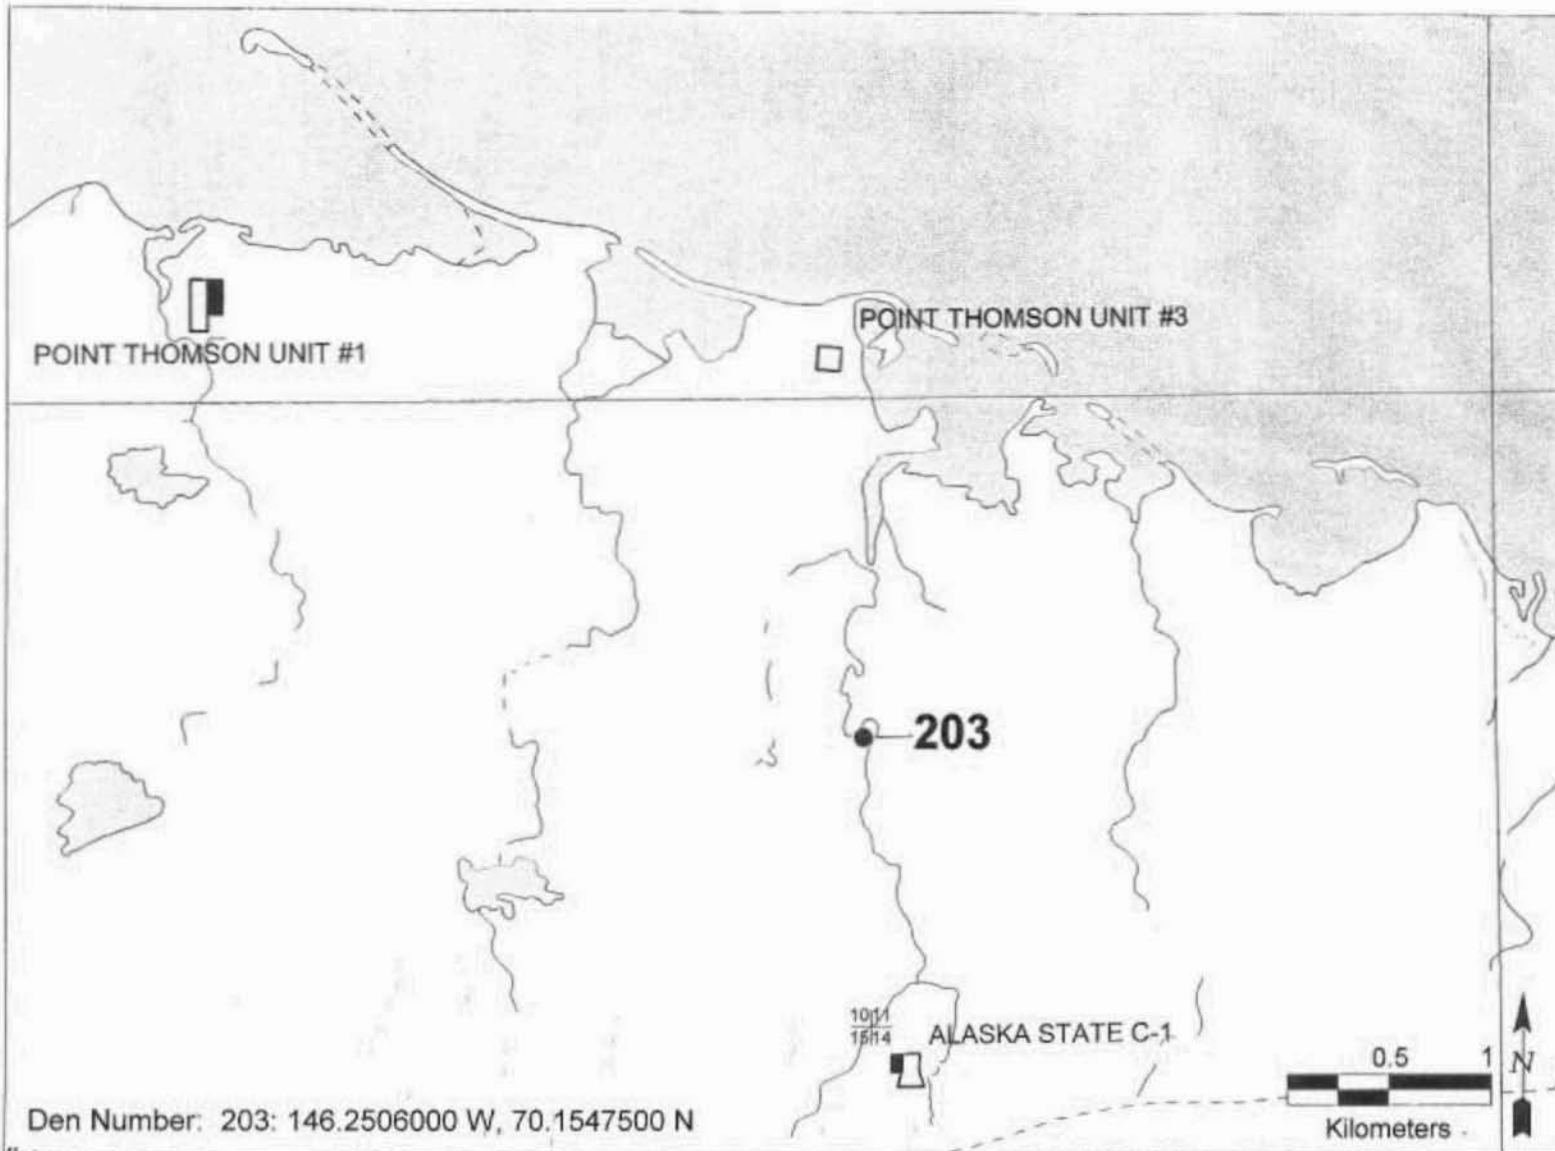 POINT THOMSON UNIT #3
POINT THOMSON UNIT #1
203
10 11
15 14
ALASKA STATE C-1
0.5 1
N
Kilometers
Den Number: 203: 146.2506000 W, 70.1547500 N